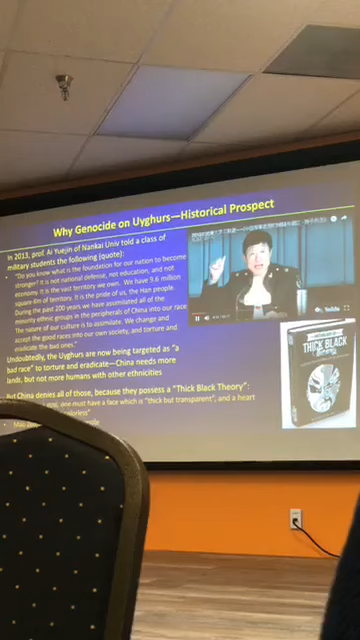 Why Genocide on Uyghurs—Historical Prospect
In 2013, prof. Ai Yuejin of Nankai Univ told a class of
military students the following (quote):
"Do you know what is the foundation for our nation to become
stronger? It is not national defense, not education, and not
economy. It is the vast territory we own. We have 9.6 million
square KM of territory. It is the pride of us, the Han people.
During the past 200 years we have assimilated all of the
minority ethnic groups in the peripherals of China into our race
The nature of our culture is to assimilate. We change and
accept the good races into our own society, and torture and
eradicate the bad ones."
Undoubtedly, the Uyghurs are now being targeted as "a
bad race" to torture and eradicate—China needs more
lands, but not more humans with other ethnicities
But China denies all of those, because they possess a "Thick Black Theory":
one must have a face which is "thick but transparent", and a heart
colorless"
YouTube
THICK BLACK